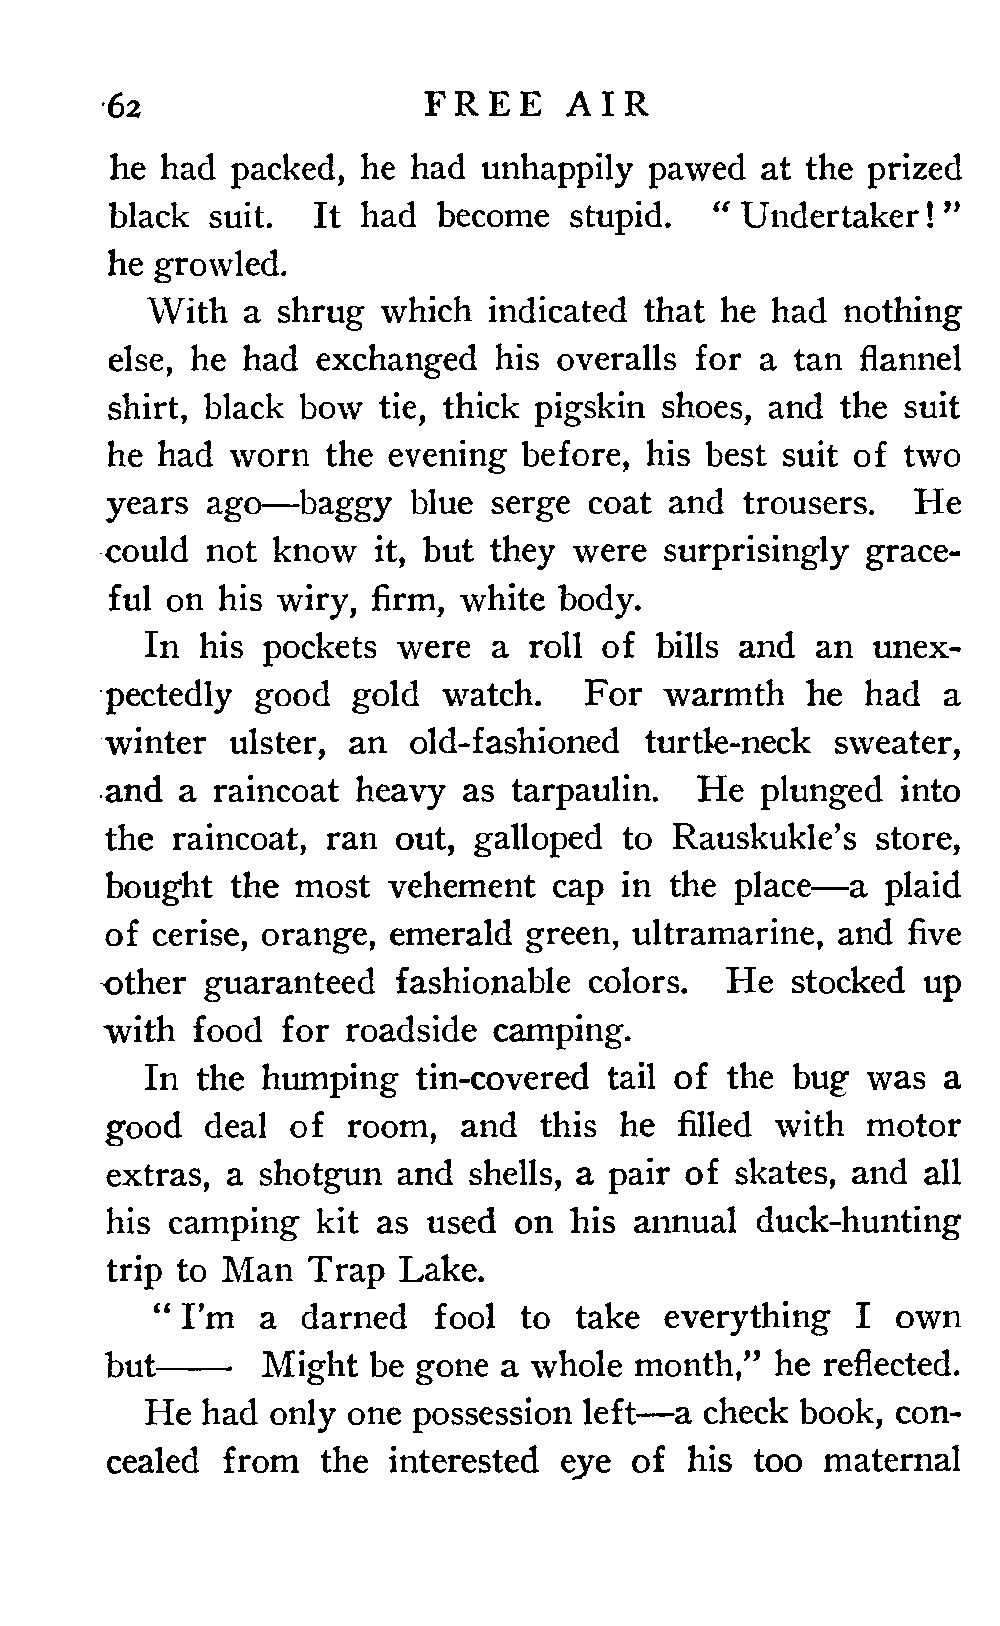 62 FREE AIR
he had packed, he had unhappily pawed at the prized
black suit. It had become stupid. “Undertaker!”
he growled.
With a shrug which indicated that he had nothing
else, he had exchanged his overalls for a tan flannel
shirt, black bow tie, thick pigskin shoes, and the suit
he had worn the evening before, his best suit of two
years ago—baggy blue serge coat and trousers. He
could not know it, but they were surprisingly grace-
ful on his wiry, firm, white body.
In his pockets were a roll of bills and an unex-
pectedly good gold watch. For warmth he had a
winter ulster, an old-fashioned turtle-neck sweater,
and a raincoat heavy as tarpaulin. He plunged into
the raincoat, ran out, galloped to Rauskukle’s store,
bought the most vehement cap in the place—a plaid
of cerise, orange, emerald green, ultramarine, and five
other guaranteed fashionable colors. He stocked up
with food for roadside camping.
In the humping tin-covered tail of the bug was a
good deal of room, and this he filled with motor
extras, a shotgun and shells, a pair of skates, and all
his camping kit as used on his annual duck-hunting
trip to Man Trap Lake.
“I’m a darned fool to take everything I own
but—— Might be gone a whole month,” he reflected.
He had only one possession left—a check book, con-
cealed from the interested eye of his too maternal